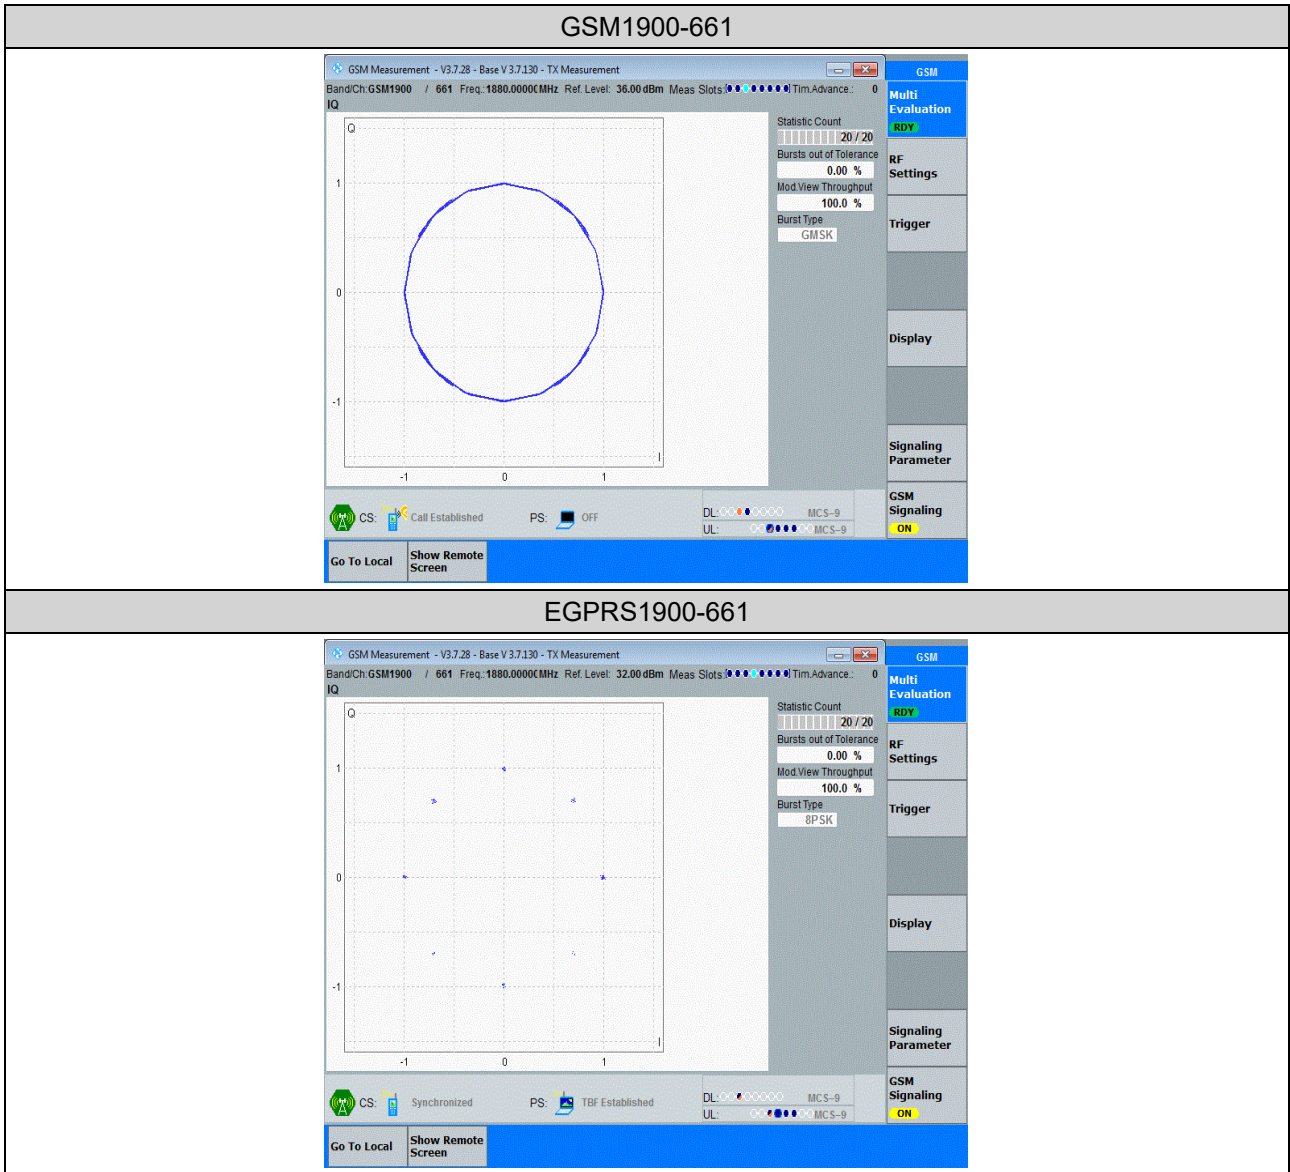 GSM1900-661
GSM Measurement - V3.7.28 - Base V 3.7.130 - TX Measurement
GSM
Band/Ch: GSM1900 / 661 Freq.: 1880.00000 MHz Ref. Level: 36.00 dBm Meas Slots: Tim.Advance.: 0
IQ
Multi
Evaluation
RDY
Q
Statistic Count
20 / 20
Bursts out of Tolerance
0.00 %
Mod.View Throughput
100.0 %
Burst Type
GMSK
RF
Settings
Trigger
Display
Signaling
Parameter
GSM
Signaling
ON
1
0
-1
I
-1 0 1
CS: Call Established PS: OFF
DL: MCS-9
UL: MCS-9
Go To Local
Show Remote
Screen
EGPRS1900-661
GSM Measurement - V3.7.28 - Base V 3.7.130 - TX Measurement
GSM
Band/Ch: GSM1900 / 661 Freq.: 1880.00000 MHz Ref. Level: 32.00 dBm Meas Slots: Tim.Advance.: 0
IQ
Multi
Evaluation
RDY
Q
Statistic Count
20 / 20
Bursts out of Tolerance
0.00 %
Mod.View Throughput
100.0 %
Burst Type
8PSK
RF
Settings
Trigger
Display
Signaling
Parameter
GSM
Signaling
ON
1
0
-1
I
-1 0 1
CS: Synchronized PS: TBF Established
DL: MCS-9
UL: MCS-9
Go To Local
Show Remote
Screen